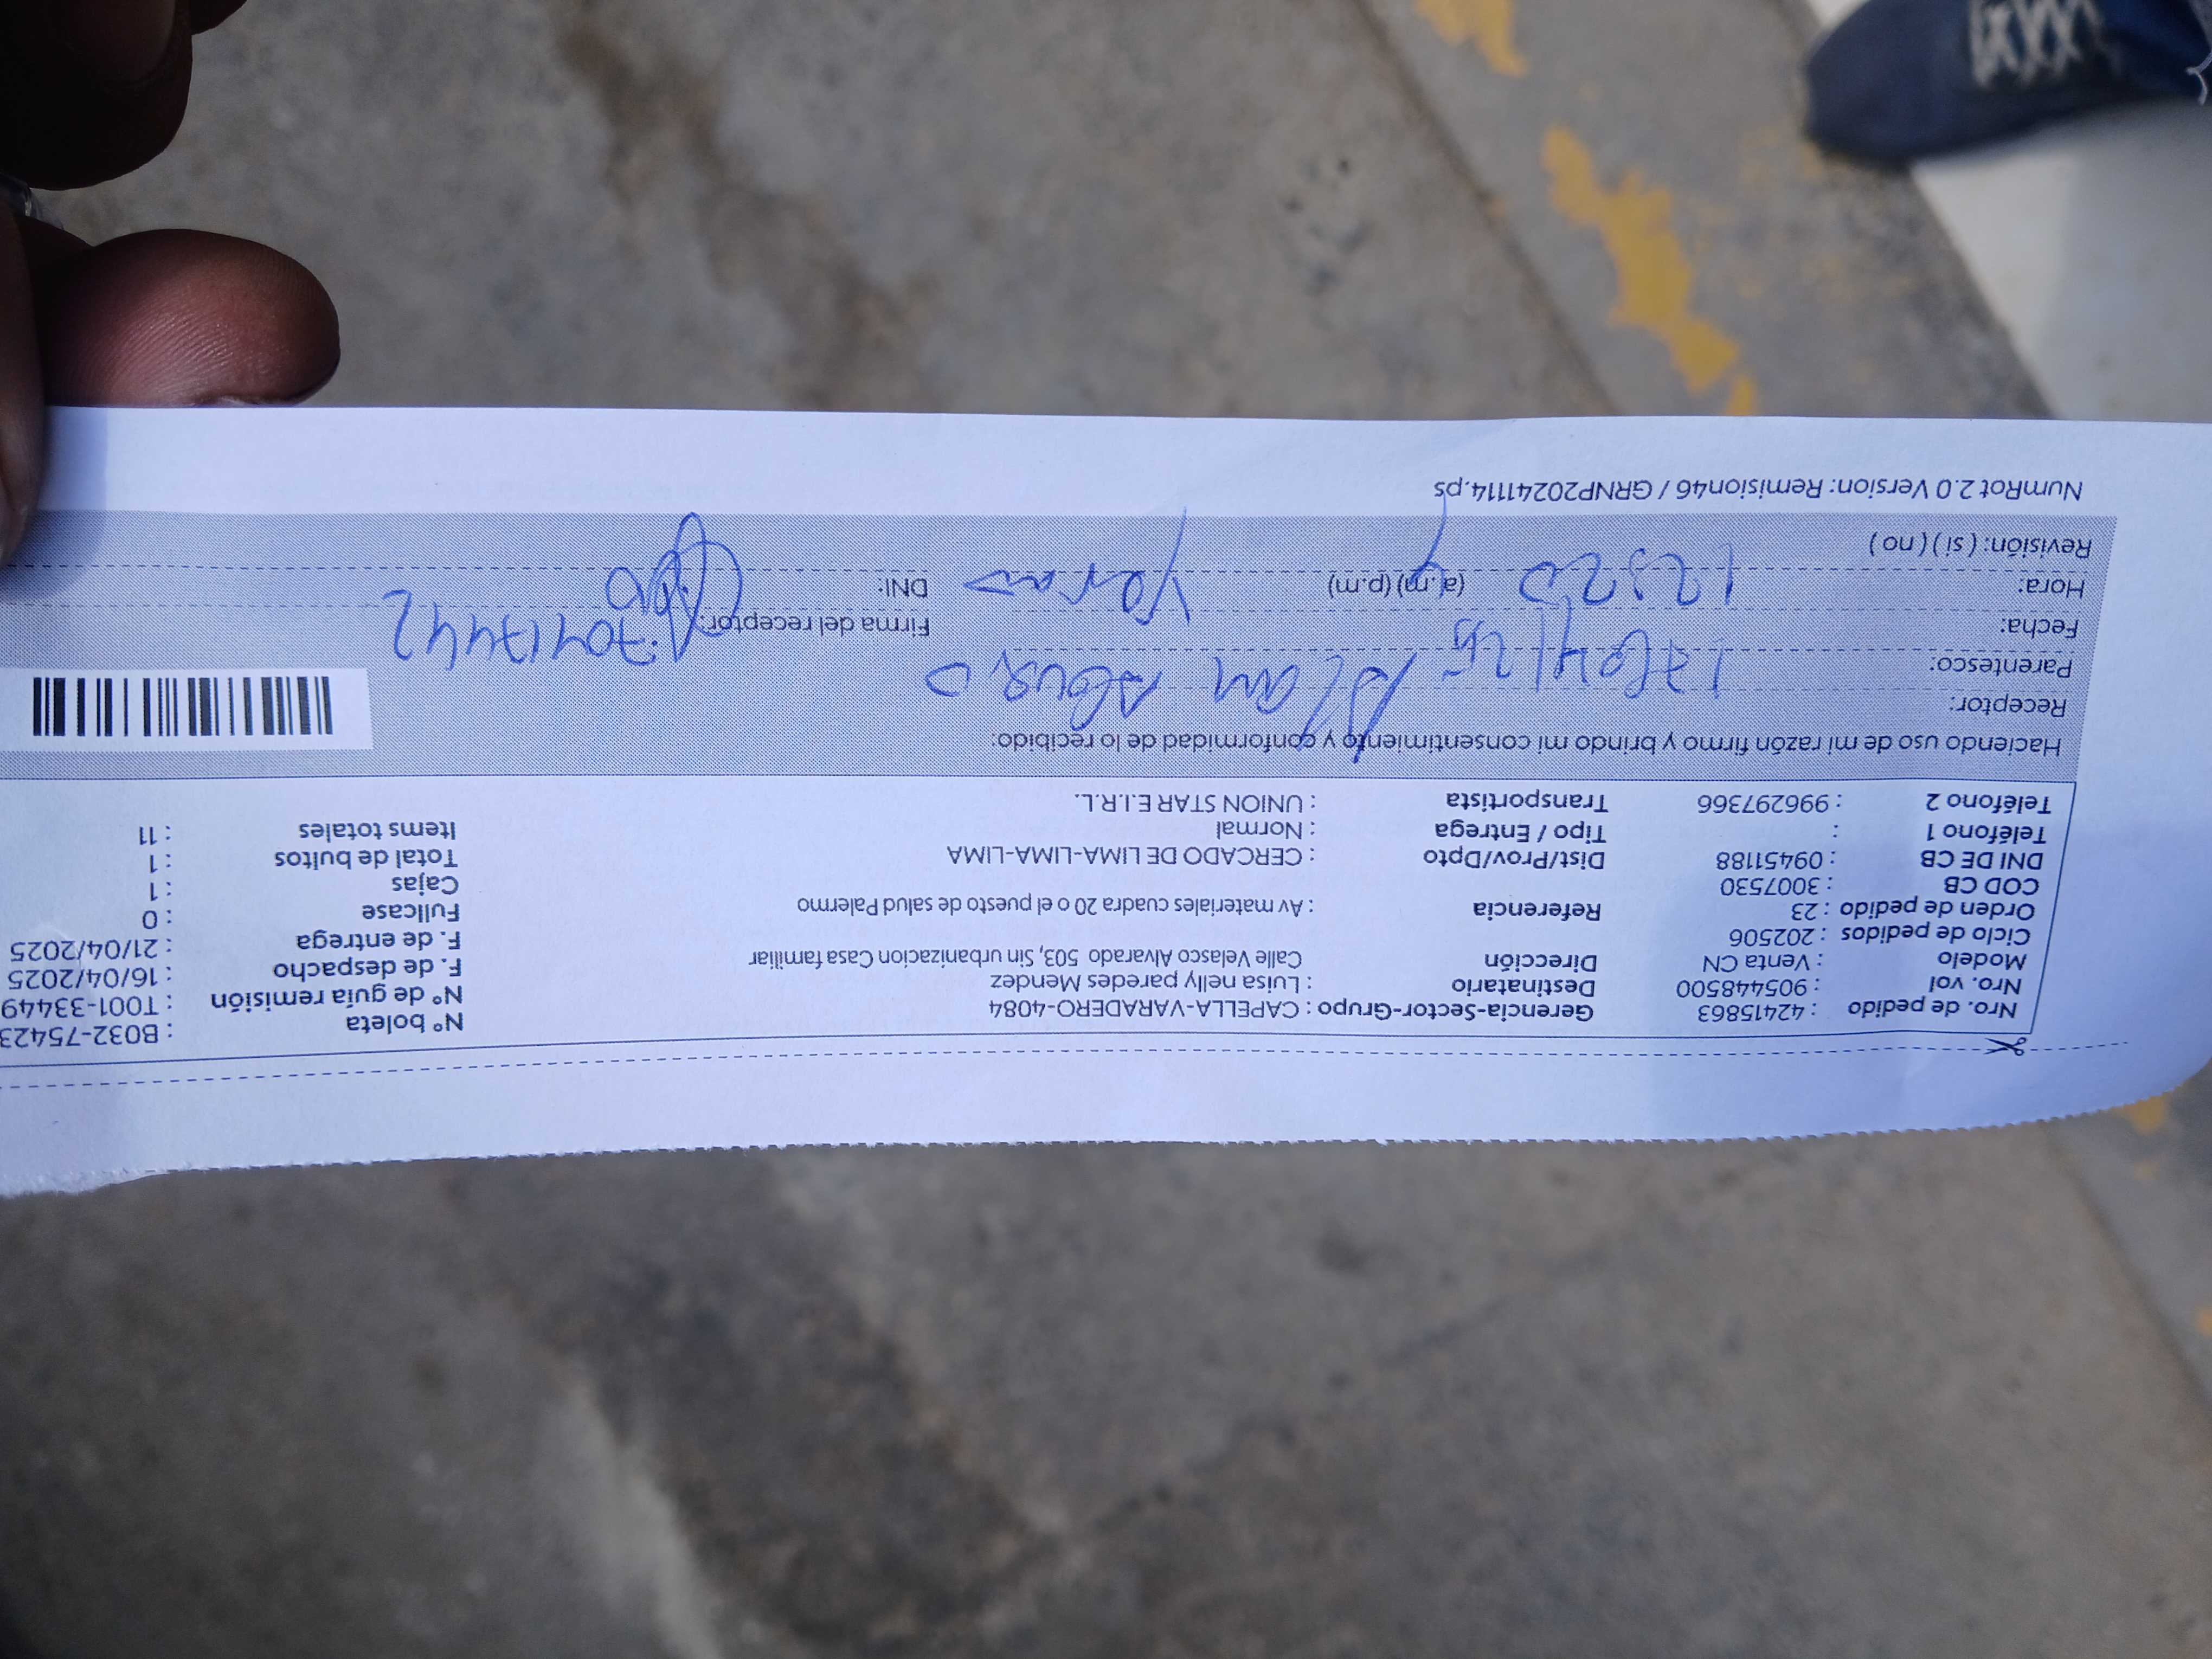 Nro. de pedido : 42415863 Gerencia-Sector-Grupo : CAPELLA-VARADERO-4084 N° boleta : B032-75423
Nro. vol : 905448500 Destinatario : Luisa nelly paredes Mendez N° de guía remisión : T001-33449
Modelo : Venta CN Dirección Calle Velasco Alvarado 503, Sin urbanizacion Casa familiar F. de despacho : 16/04/2025
Ciclo de pedidos : 202506 F. de entrega : 21/04/2025
Orden de pedido : 23 Referencia : Av materiales cuadra 20 o el puesto de salud Palermo Fullcase : 0
COD CB : 3007530 Cajas : 1
DNI DE CB : 09451188 Dist/Prov/Dpto : CERCADO DE LIMA-LIMA-LIMA Total de bultos : 1
Teléfono 1 : Tipo / Entrega : Normal Items totales : 11
Teléfono 2 : 996297366 Transportista : UNION STAR E.I.R.L.
Haciendo uso de mi razón firmo y brindo mi consentimiento y conformidad de lo recibido:
Receptor:
Parentesco: 17/04/25
Fecha: Firma del receptor: 70417442
Hora: 12:20 (a.m) (p.m) DNI:
Revisión: ( si ) ( no )
NumRot 2.0 Version: Remision46 / GRNP20241114.ps